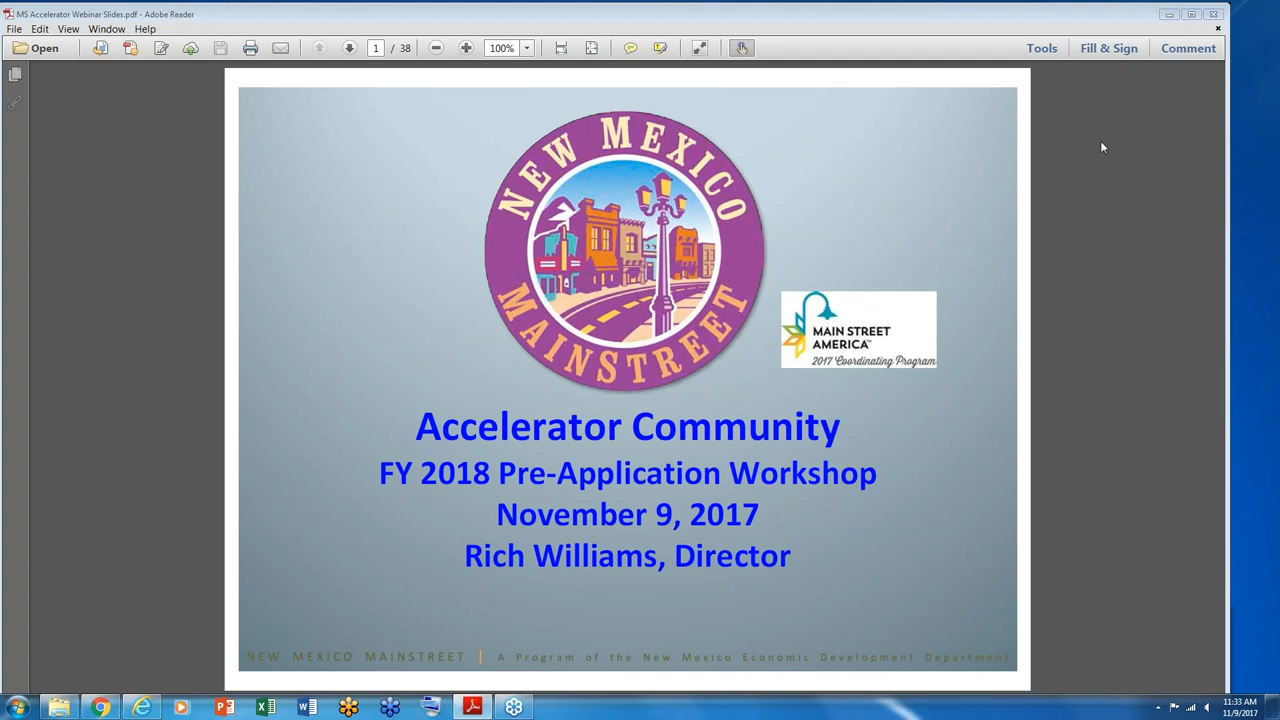 MS Accelerator Webinar Slides.pdf - Adobe Reader
File Edit View Window Help
Open 1 / 38 100% Tools Fill & Sign Comment
NEW MEXICO
MAINSTREET
MAIN STREET
AMERICA™
2017 Coordinating Program
Accelerator Community
FY 2018 Pre-Application Workshop
November 9, 2017
Rich Williams, Director
NEW MEXICO MAINSTREET | A Program of the New Mexico Economic Development Department
11:33 AM
11/9/2017